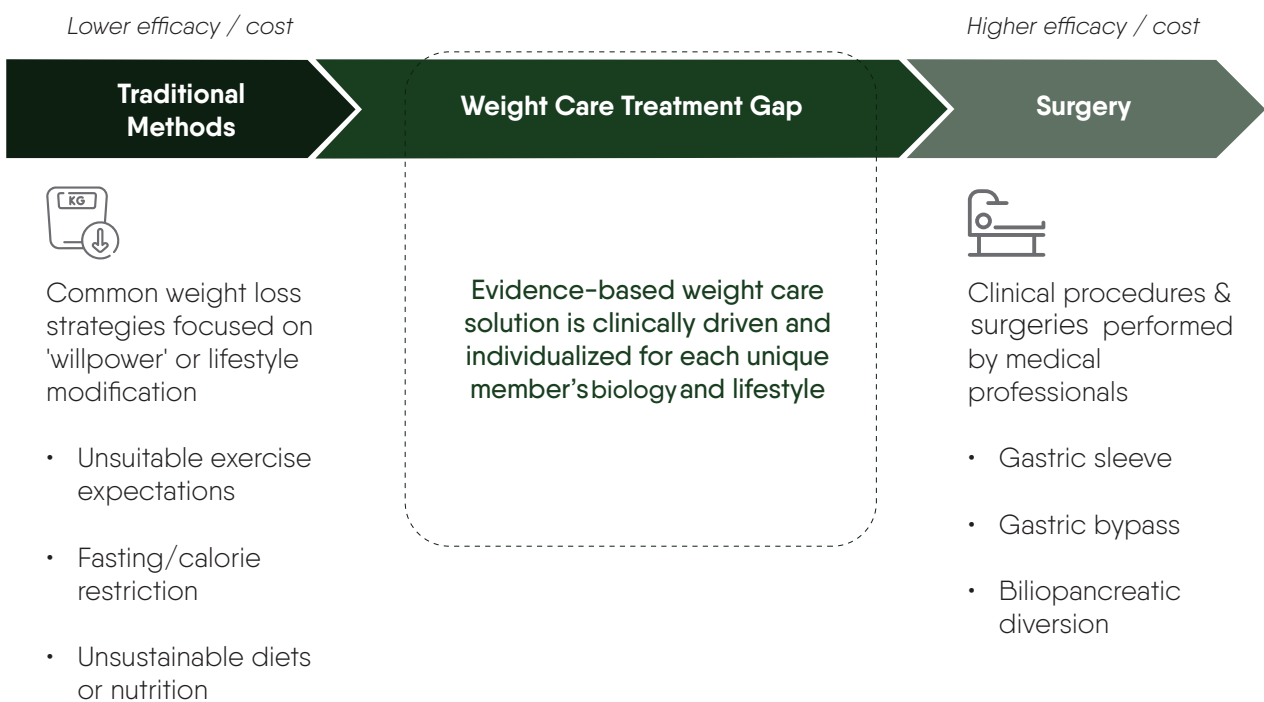 Lower efficacy / cost
Higher efficacy / cost
Traditional
Methods
Weight Care Treatment Gap
Surgery
KG
Common weight loss
strategies focused on
'willpower' or lifestyle
modification
• Unsuitable exercise
expectations
• Fasting/calorie
restriction
• Unsustainable diets
or nutrition
Evidence-based weight care
solution is clinically driven and
individualized for each unique
member's biology and lifestyle
Clinical procedures &
surgeries performed
by medical
professionals
• Gastric sleeve
• Gastric bypass
• Biliopancreatic
diversion